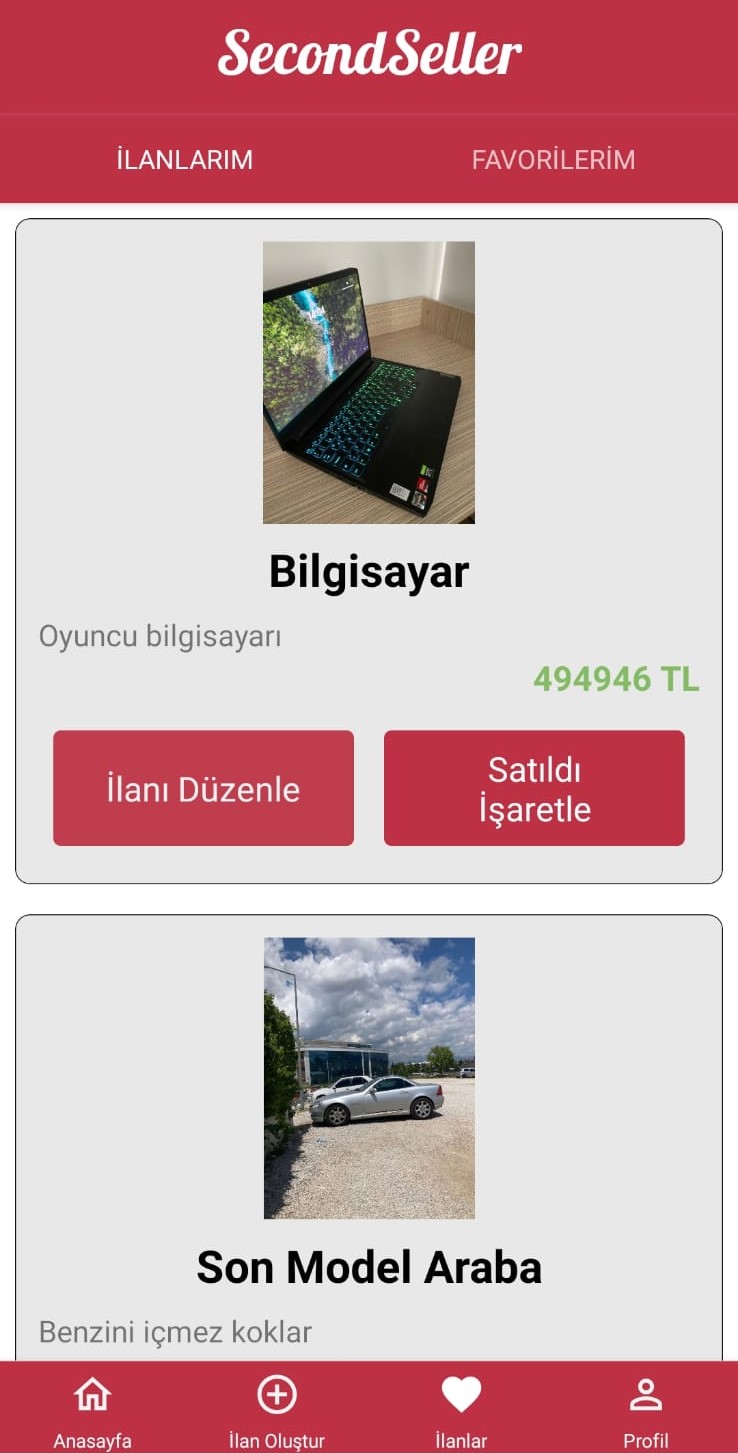 SecondSeller
İLANLARIM
FAVORİLERİM
Bilgisayar
Oyuncu bilgisayarı
494946 TL
İlanı Düzenle
Satıldı
İşaretle
Son Model Araba
Benzini içmez koklar
Anasayfa
İlan Oluştur
İlanlar
Profil